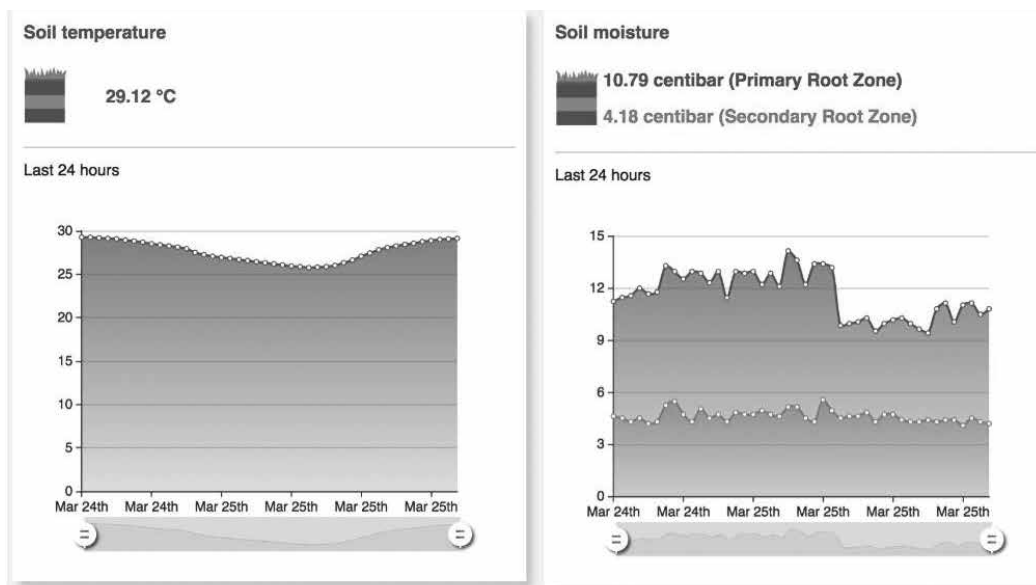 Soil temperature
29.12 °C
Last 24 hours
30
25
20
15
10
5
0
Mar 24th Mar 24th Mar 25th Mar 25th Mar 25th Mar 25th
Soil moisture
10.79 centibar (Primary Root Zone)
4.18 centibar (Secondary Root Zone)
Last 24 hours
15
12
9
6
3
0
Mar 24th Mar 24th Mar 25th Mar 25th Mar 25th Mar 25th